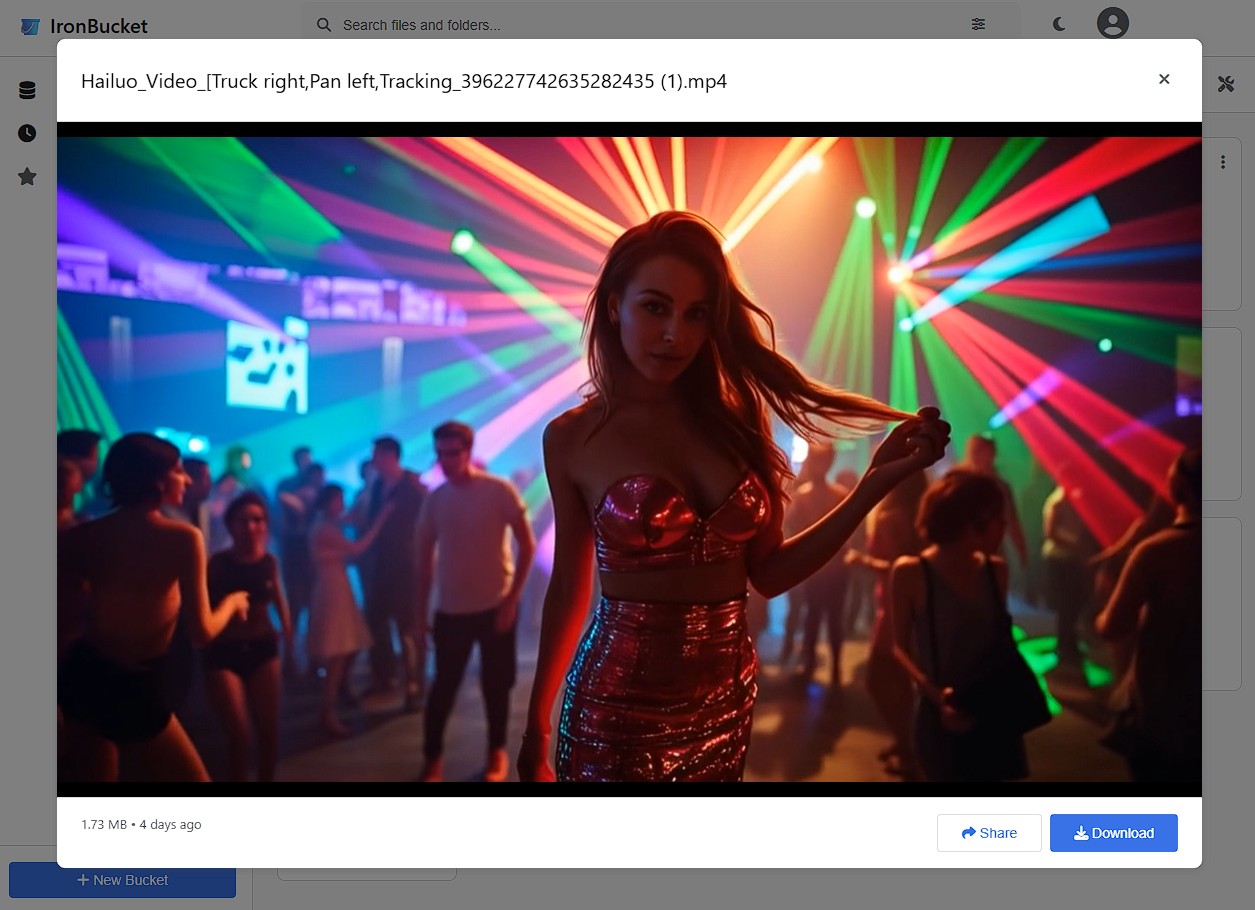 IronBucket
Search files and folders...
Hailuo_Video_[Truck right,Pan left,Tracking_396227742635282435 (1).mp4
1.73 MB • 4 days ago
Share
Download
New Bucket